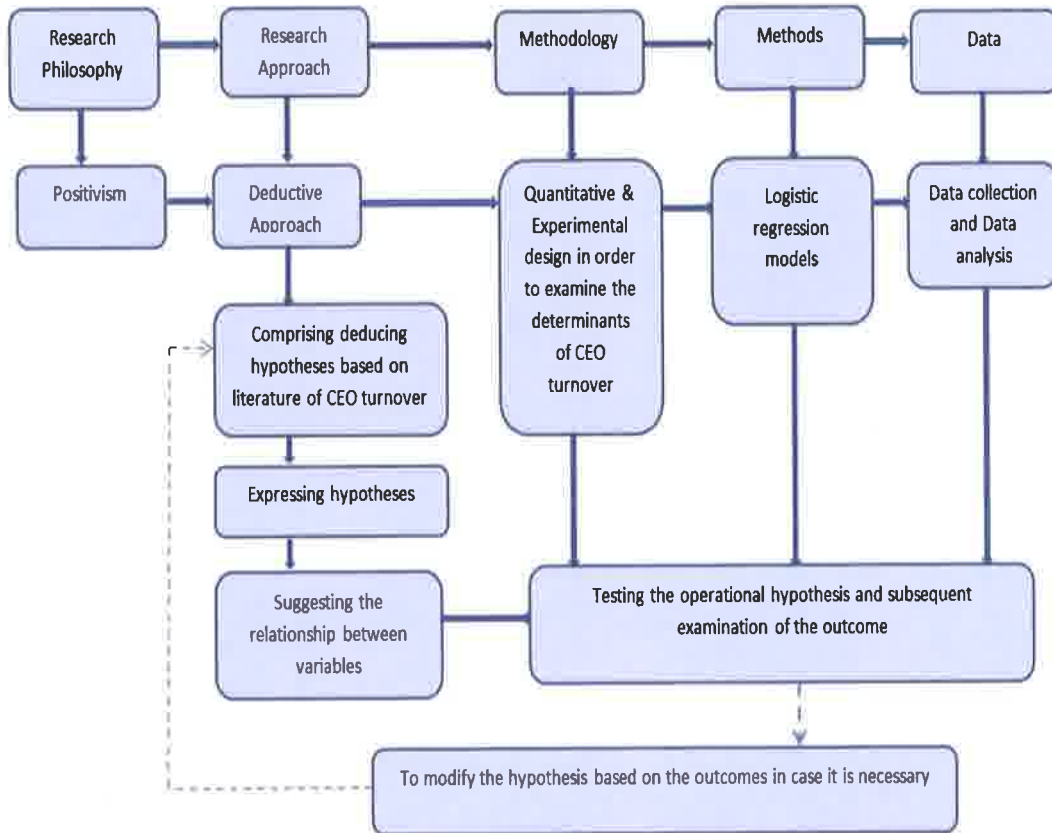 Research
Philosophy
Research
Approach
Methodology
Methods
Data
Positivism
Deductive
Approach
Quantitative &
Experimental
design in order
to examine the
determinants
of CEO
turnover
Logistic
regression
models
Data collection
and Data
analysis
Comprising deducing
hypotheses based on
literature of CEO turnover
Expressing hypotheses
Suggesting the
relationship between
variables
Testing the operational hypothesis and subsequent
examination of the outcome
To modify the hypothesis based on the outcomes in case it is necessary